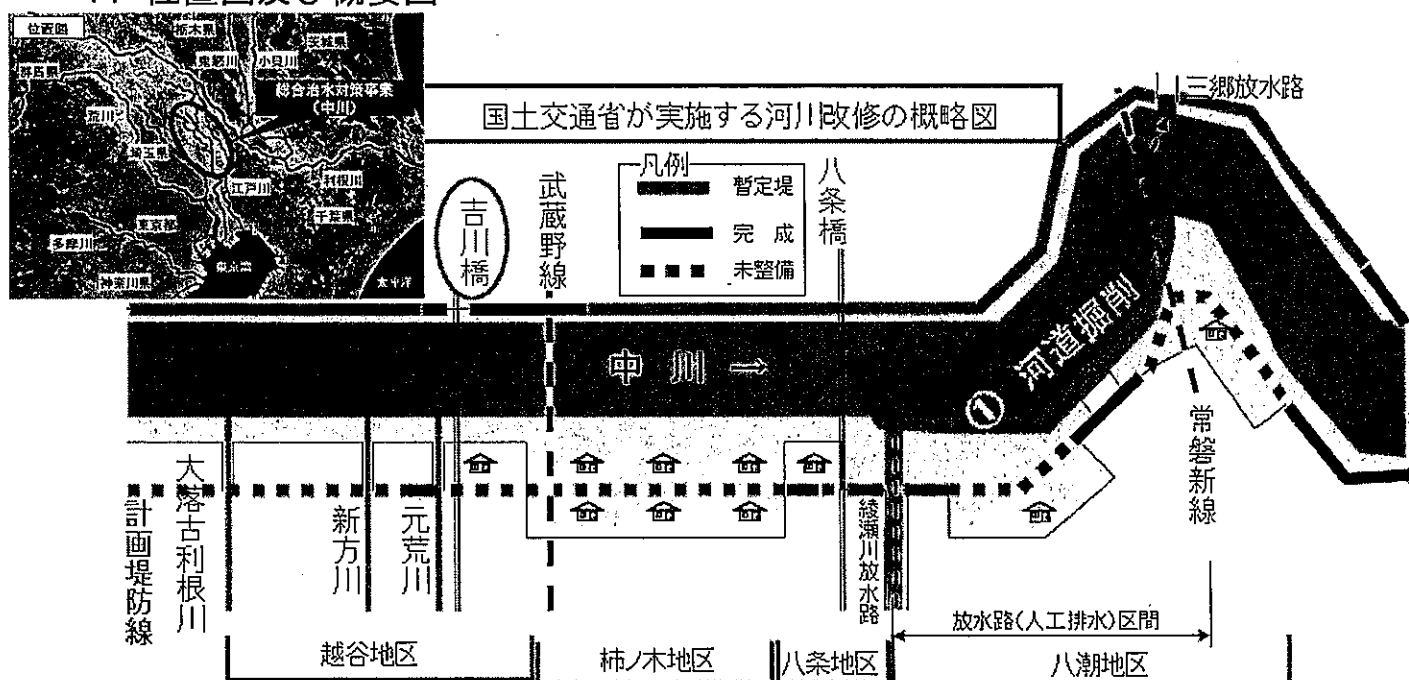 位置図
栃木県
茨城県
鬼怒川
小貝川
群馬県
総合治水対策事業
(中川)
荒川
埼玉県
江戸川
利根川
千葉県
東京都
多摩川
東京湾
神奈川県
太平洋
国土交通省が実施する河川改修の概略図
三郷放水路
吉川橋
武蔵野線
凡例
暫定堤
完 成
未整備
八条橋
中 川 →
① 河道掘削
常磐新線
計画堤防線
大落古利根川
新方川
元荒川
綾瀬川放水路
放水路(人工排水)区間
越谷地区
柿ノ木地区
八条地区
八潮地区